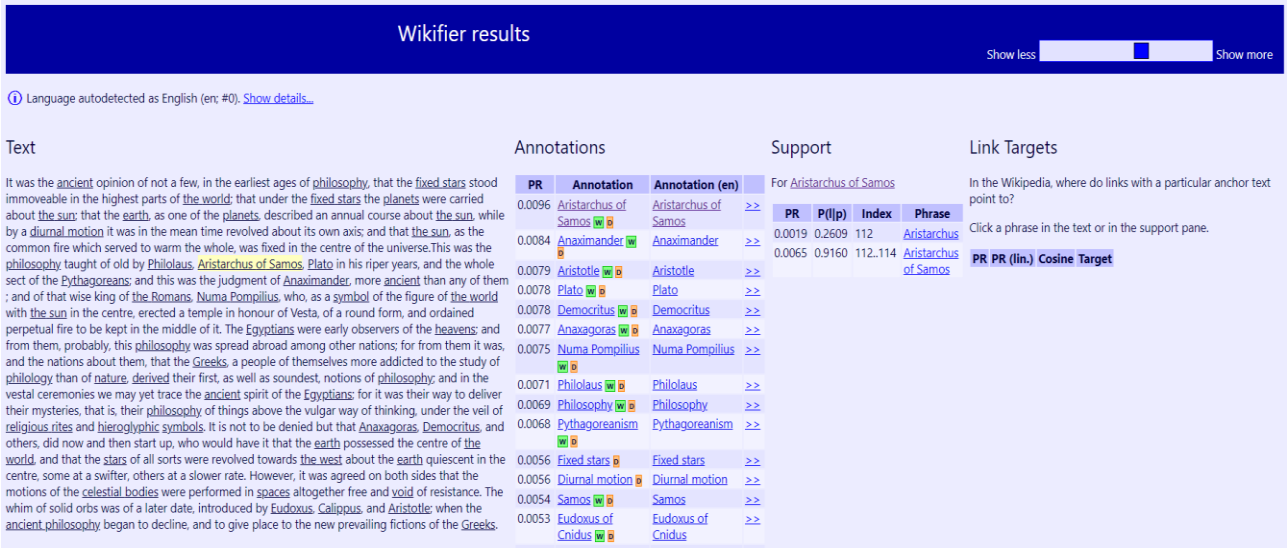 Wikifier results
Show less
Show more
Language autodetected as English (en; #0). Show details...
Text
It was the ancient opinion of not a few, in the earliest ages of philosophy, that the fixed stars stood
immoveable in the highest parts of the world; that under the fixed stars the planets were carried
about the sun; that the earth, as one of the planets, described an annual course about the sun, while
by a diurnal motion it was in the mean time revolved about its own axis; and that the sun, as the
common fire which served to warm the whole, was fixed in the centre of the universe.This was the
philosophy taught of old by Philolaus, Aristarchus of Samos, Plato in his riper years, and the whole
sect of the Pythagoreans; and this was the judgment of Anaximander, more ancient than any of them
; and of that wise king of the Romans, Numa Pompilius, who, as a symbol of the figure of the world
with the sun in the centre, erected a temple in honour of Vesta, of a round form, and ordained
perpetual fire to be kept in the middle of it. The Egyptians were early observers of the heavens; and
from them, probably, this philosophy was spread abroad among other nations; for from them it was,
and the nations about them, that the Greeks, a people of themselves more addicted to the study of
philology than of nature, derived their first, as well as soundest, notions of philosophy; and in the
vestal ceremonies we may yet trace the ancient spirit of the Egyptians; for it was their way to deliver
their mysteries, that is, their philosophy of things above the vulgar way of thinking, under the veil of
religious rites and hieroglyphic symbols. It is not to be denied but that Anaxagoras, Democritus, and
others, did now and then start up, who would have it that the earth possessed the centre of the
world, and that the stars of all sorts were revolved towards the west about the earth quiescent in the
centre, some at a swifter, others at a slower rate. However, it was agreed on both sides that the
motions of the celestial bodies were performed in spaces altogether free and void of resistance. The
whim of solid orbs was of a later date, introduced by Eudoxus, Calippus, and Aristotle; when the
ancient philosophy began to decline, and to give place to the new prevailing fictions of the Greeks.
Annotations
PR Annotation Annotation (en)
0.0096 Aristarchus of Aristarchus of >>
Samos W D Samos
0.0084 Anaximander W Anaximander >>
D
0.0079 Aristotle W D Aristotle >>
0.0078 Plato W D Plato >>
0.0078 Democritus W D Democritus >>
0.0077 Anaxagoras W D Anaxagoras >>
0.0075 Numa Pompilius Numa Pompilius >>
W D
0.0071 Philolaus W D Philolaus >>
0.0069 Philosophy W D Philosophy >>
0.0068 Pythagoreanism Pythagoreanism >>
W D
0.0056 Fixed stars D Fixed stars >>
0.0056 Diurnal motion D Diurnal motion >>
0.0054 Samos W D Samos >>
0.0053 Eudoxus of Eudoxus of >>
Cnidus W D Cnidus
Support
For Aristarchus of Samos
PR P(l|p) Index Phrase
0.0019 0.2609 112 Aristarchus
0.0065 0.9160 112..114 Aristarchus
of Samos
Link Targets
In the Wikipedia, where do links with a particular anchor text
point to?
Click a phrase in the text or in the support pane.
PR PR (lin.) Cosine Target